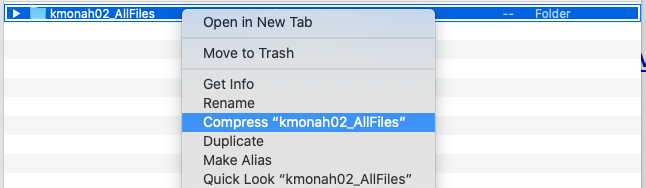 kmonah02_AllFiles -- Folder
Open in New Tab
Move to Trash
Get Info
Rename
Compress “kmonah02_AllFiles”
Duplicate
Make Alias
Quick Look “kmonah02_AllFiles”